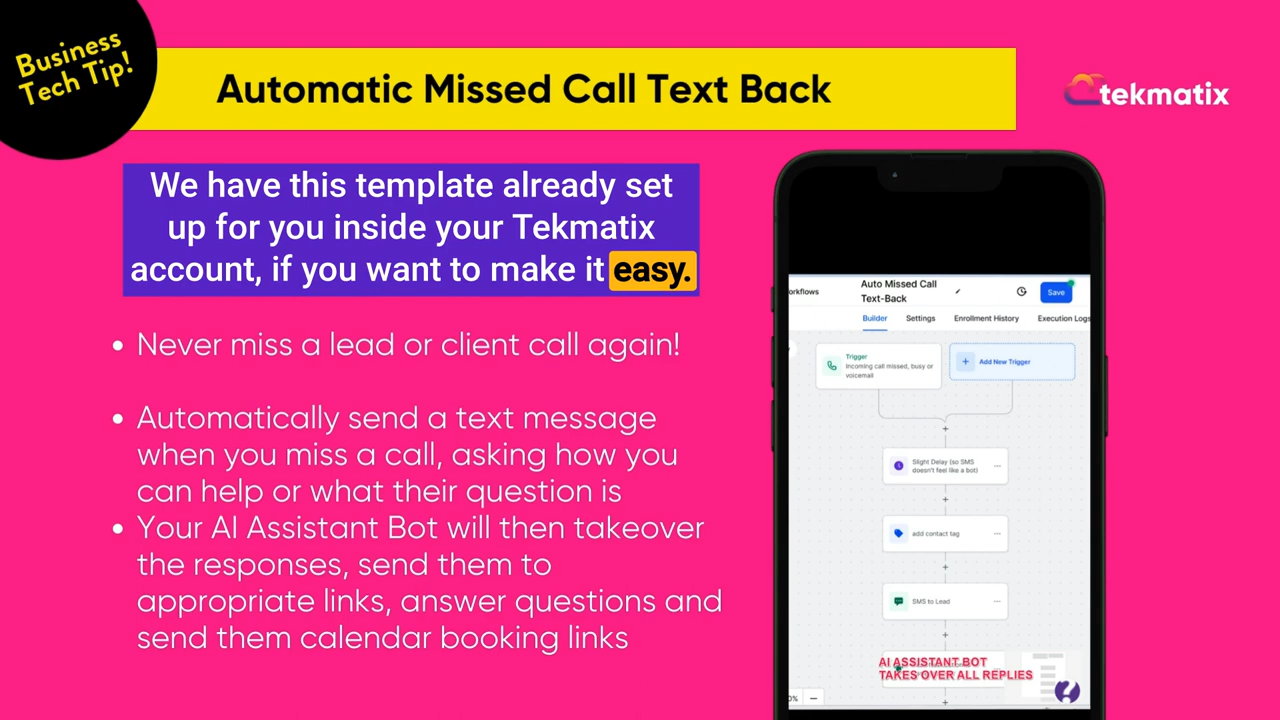 Business
Tech Tip!
Automatic Missed Call Text Back
tekmatix
We have this template already set
up for you inside your Tekmatix
account, if you want to make it easy.
• Never miss a lead or client call again!
• Automatically send a text message
when you miss a call, asking how you
can help or what their question is
• Your AI Assistant Bot will then takeover
the responses, send them to
appropriate links, answer questions and
send them calendar booking links
orkflows
Auto Missed Call
Text-Back
Save
Builder
Settings
Enrollment History
Execution Logs
Trigger
Incoming call missed, busy or
voicemail
Add New Trigger
Slight Delay (so SMS
doesn't feel like a bot)
add contact tag
SMS to Lead
AI ASSISTANT BOT
TAKES OVER ALL REPLIES
0%